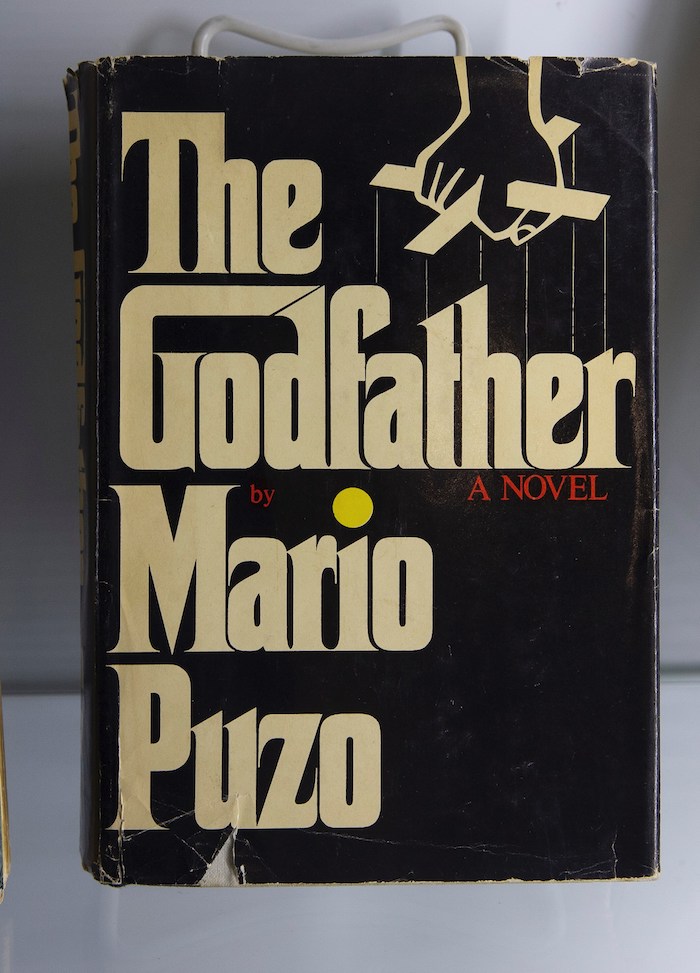 The
Godfather
by A NOVEL
Mario
Puzo